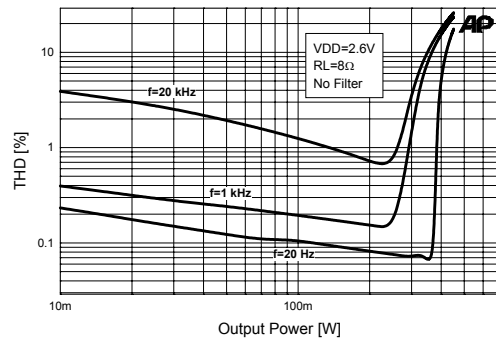 10
AP
VDD=2.6V
RL=8Ω
No Filter
f=20 kHz
THD [%]
1
f=1 kHz
f=20 Hz
0.1
10m
100m
Output Power [W]